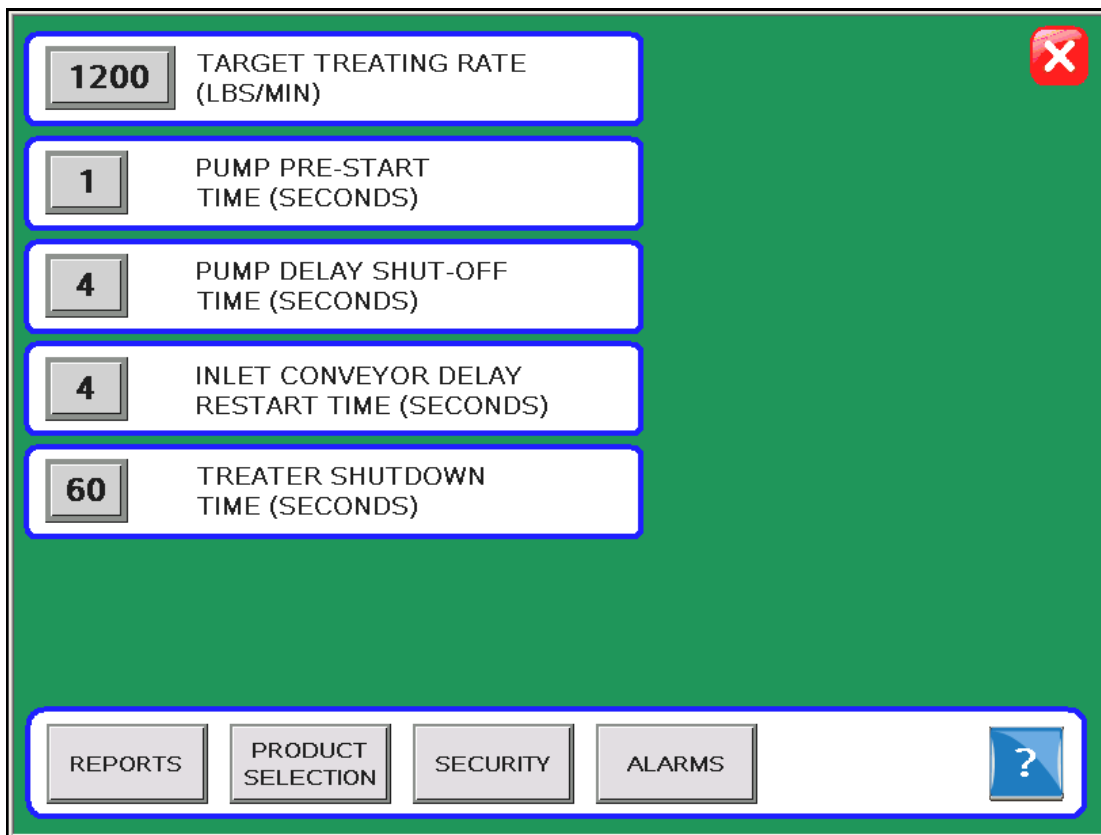 1200
TARGET TREATING RATE
(LBS/MIN)
1
PUMP PRE-START
TIME (SECONDS)
4
PUMP DELAY SHUT-OFF
TIME (SECONDS)
4
INLET CONVEYOR DELAY
RESTART TIME (SECONDS)
60
TREATER SHUTDOWN
TIME (SECONDS)
REPORTS
PRODUCT
SELECTION
SECURITY
ALARMS
?